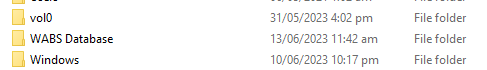 vol0 31/05/2023 4:02 pm File folder
WABS Database 13/06/2023 11:42 am File folder
Windows 10/06/2023 10:17 pm File folder